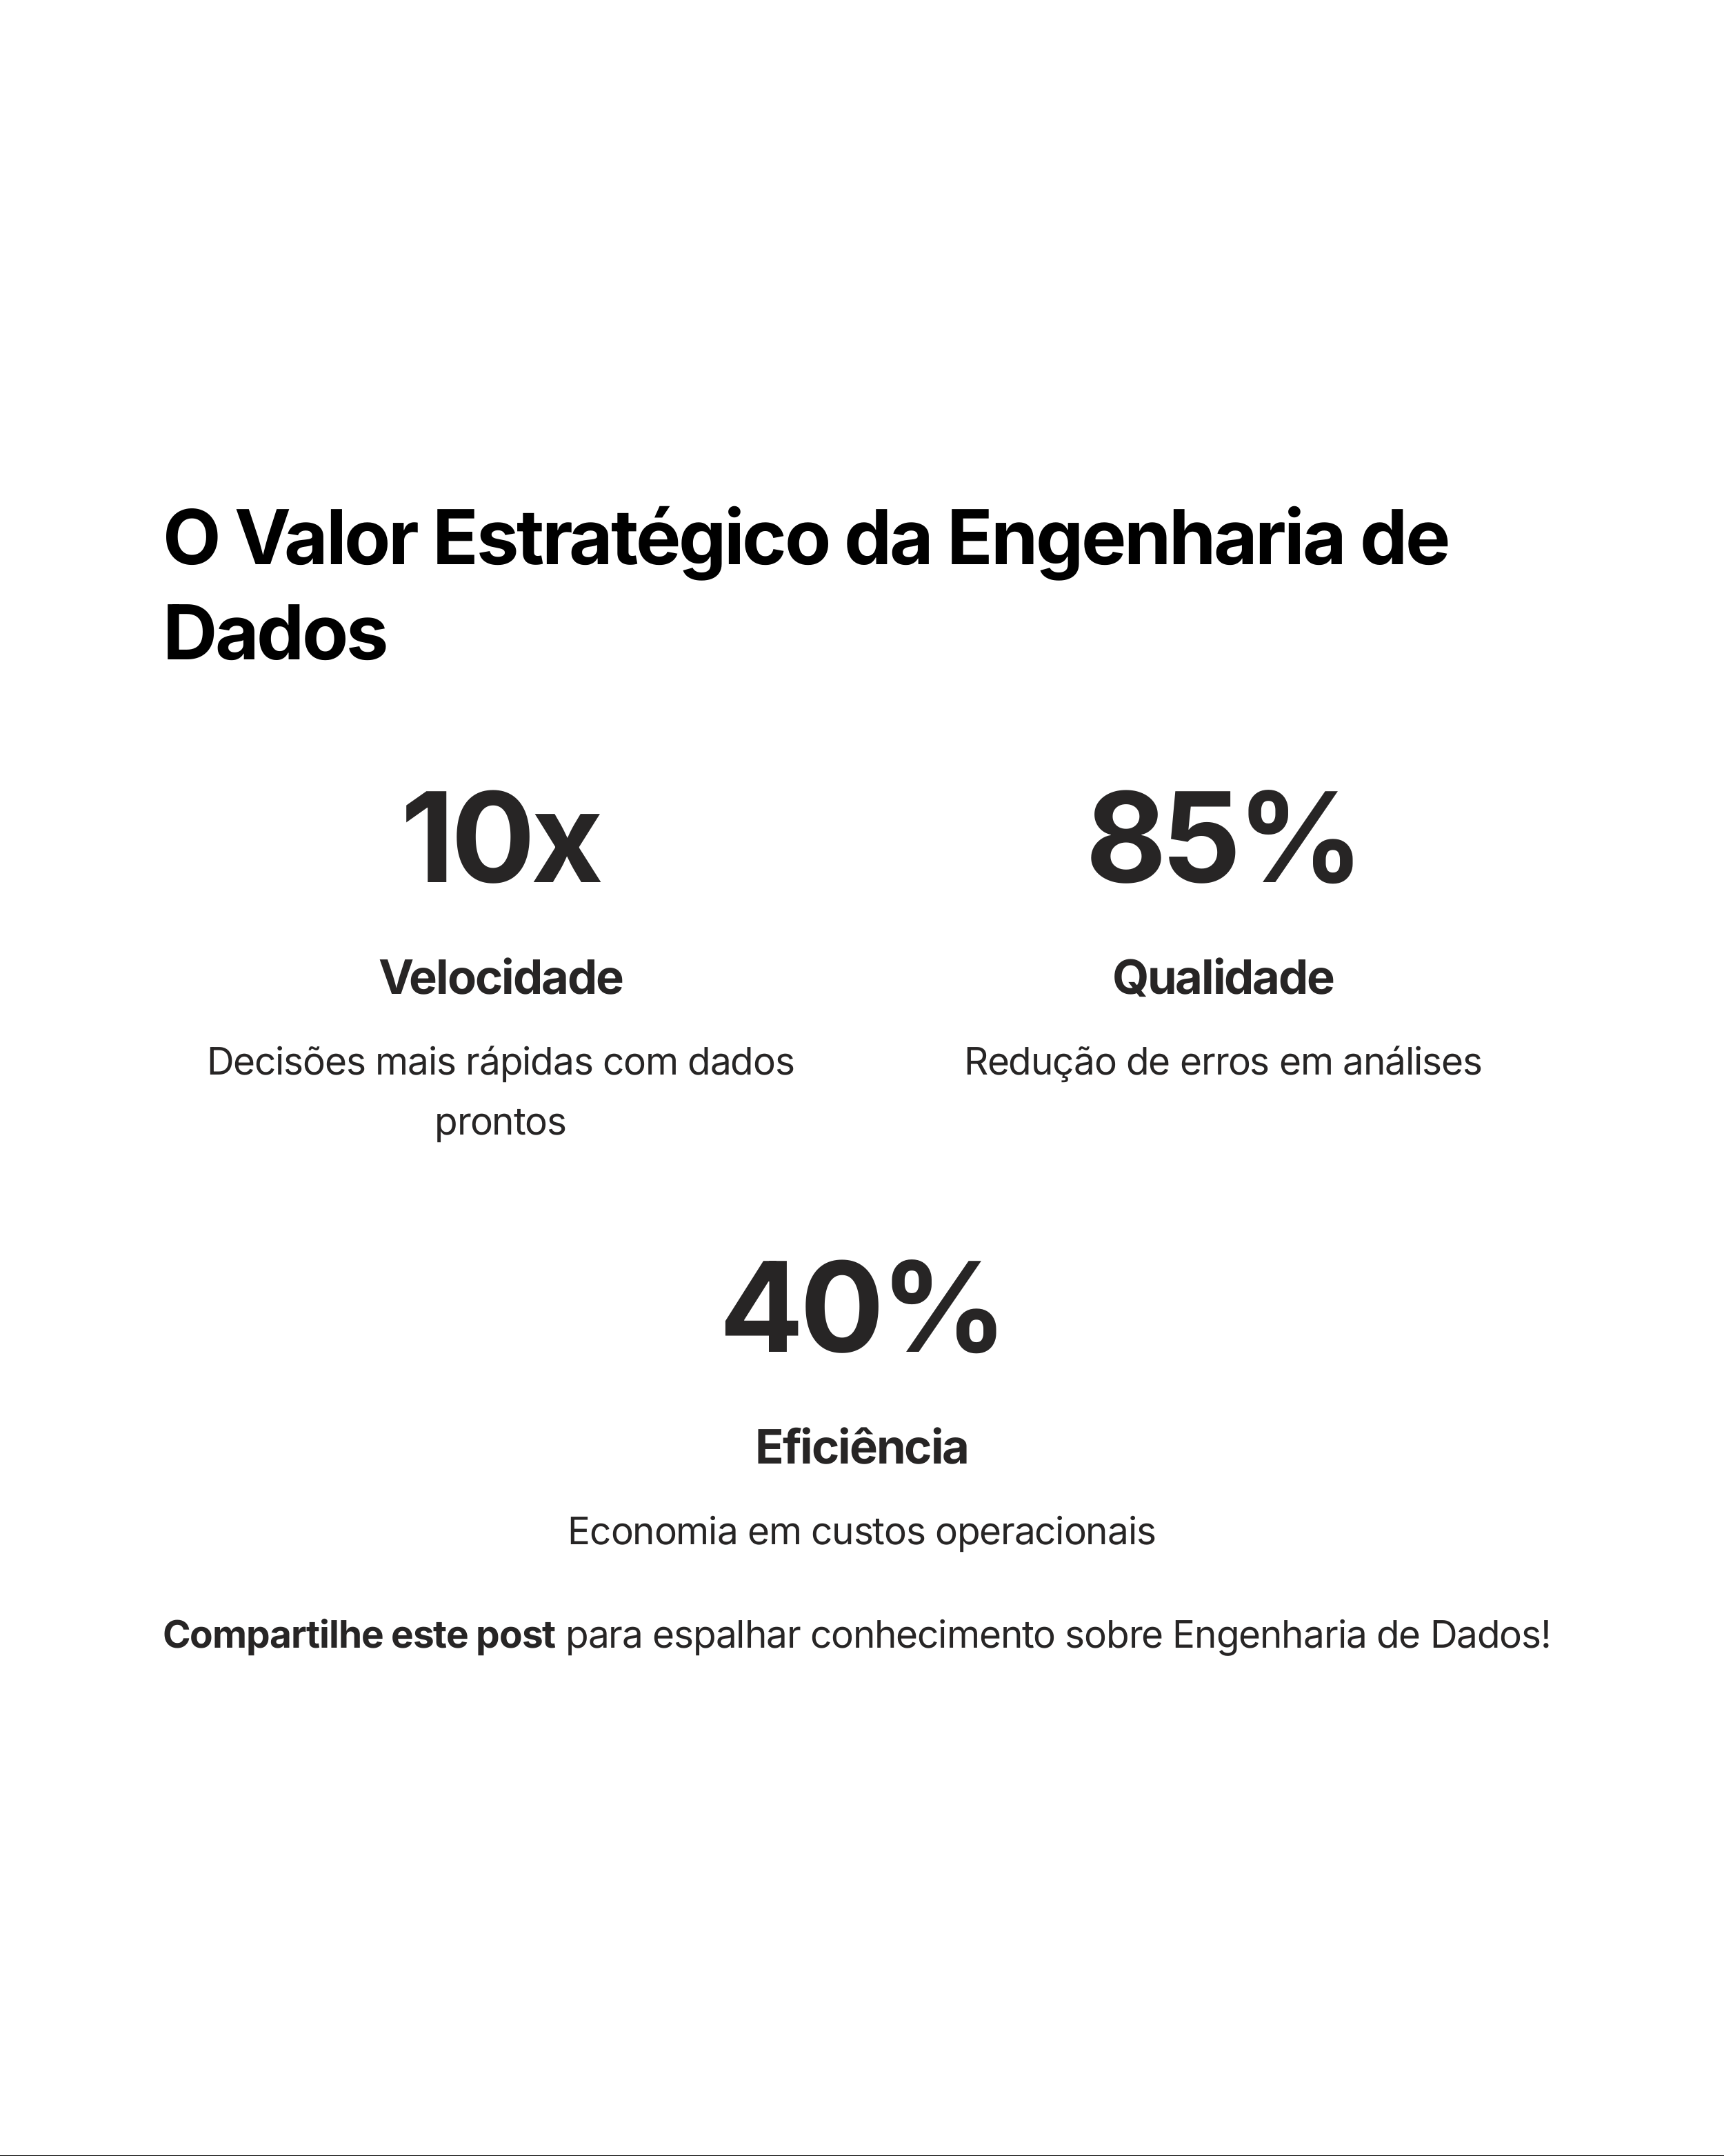 O Valor Estratégico da Engenharia de
Dados
10x
Velocidade
Decisões mais rápidas com dados
prontos
85%
Qualidade
Redução de erros em análises
40%
Eficiência
Economia em custos operacionais
Compartilhe este post para espalhar conhecimento sobre Engenharia de Dados!